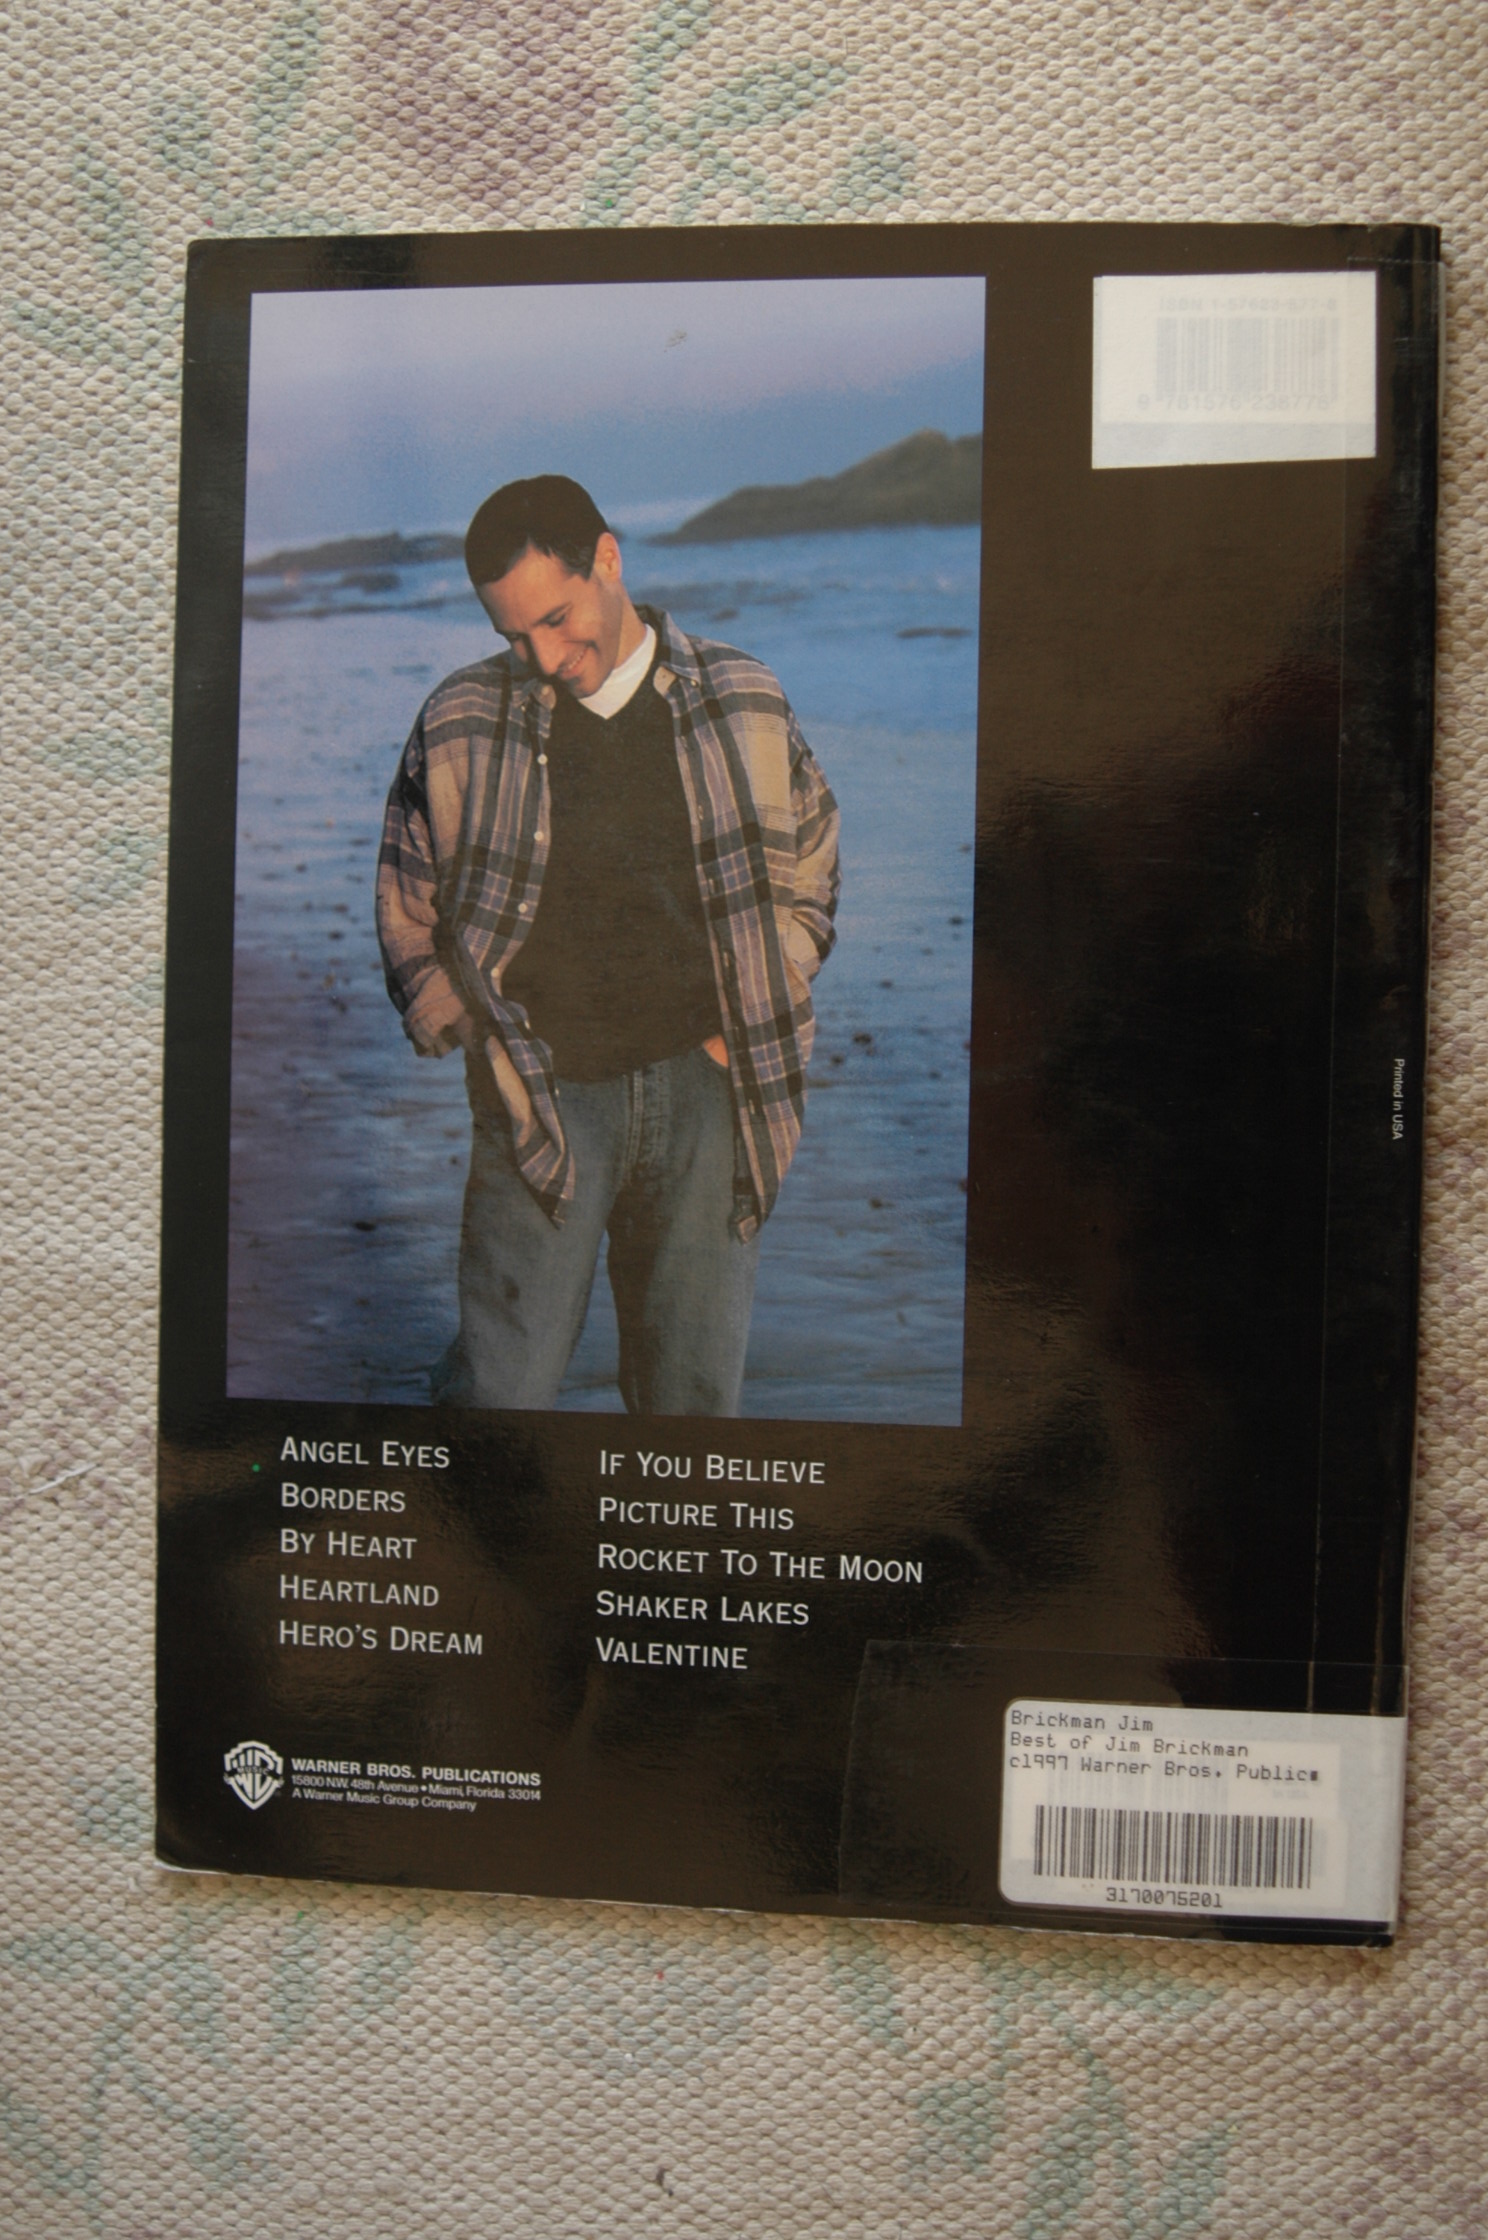 ANGEL EYES
BORDERS
BY HEART
HEARTLAND
HERO'S DREAM
IF YOU BELIEVE
PICTURE THIS
ROCKET TO THE MOON
SHAKER LAKES
VALENTINE
MUSIC
WARNER BROS. PUBLICATIONS
15800 N.W. 48th Avenue • Miami, Florida 33014
A Warner Music Group Company
Printed in USA
Brickman Jim
Best of Jim Brickman
c1997 Warner Bros. Public
3170075201